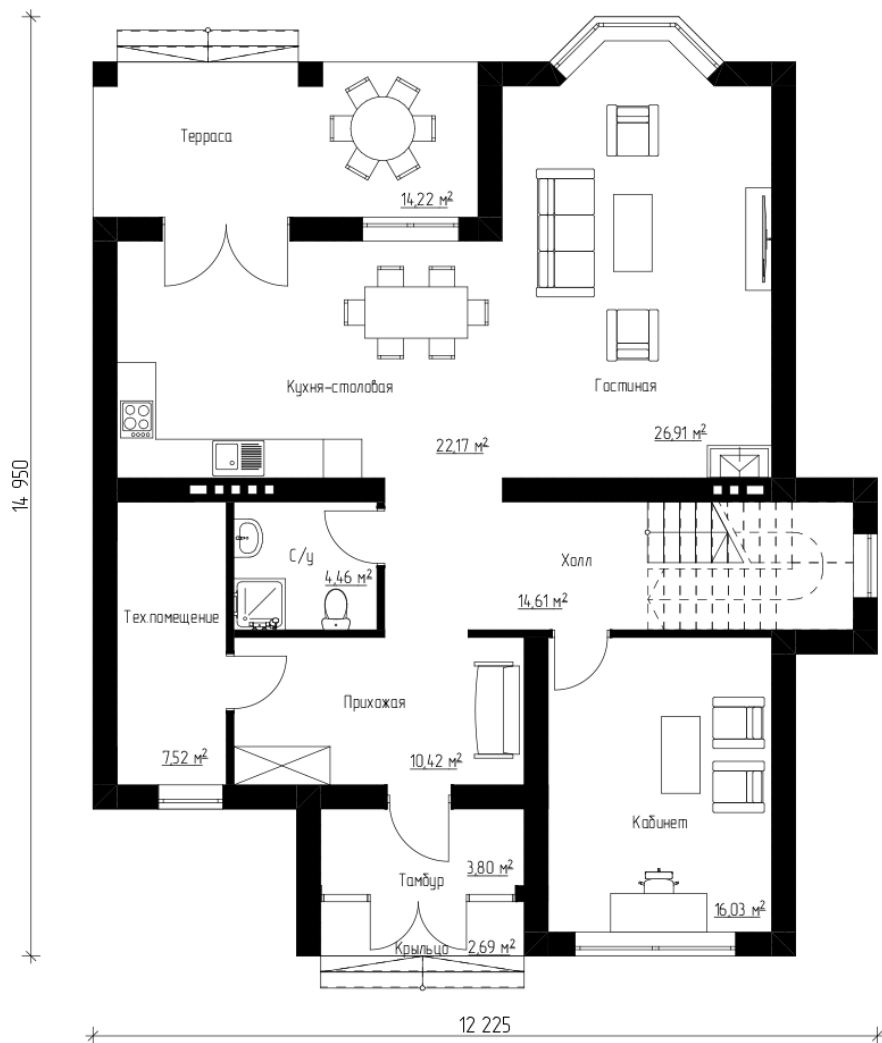 Терраса
14,22 м²
Кухня-столовая
Гостиная
22,17 м²
26,91 м²
14 950
С/у
4,46 м²
Холл
14,61 м²
Тех.помещение
Прихожая
7,52 м²
10,42 м²
Кабинет
3,80 м²
Тамбур
16,03 м²
Крыльцо
2,69 м²
12 225